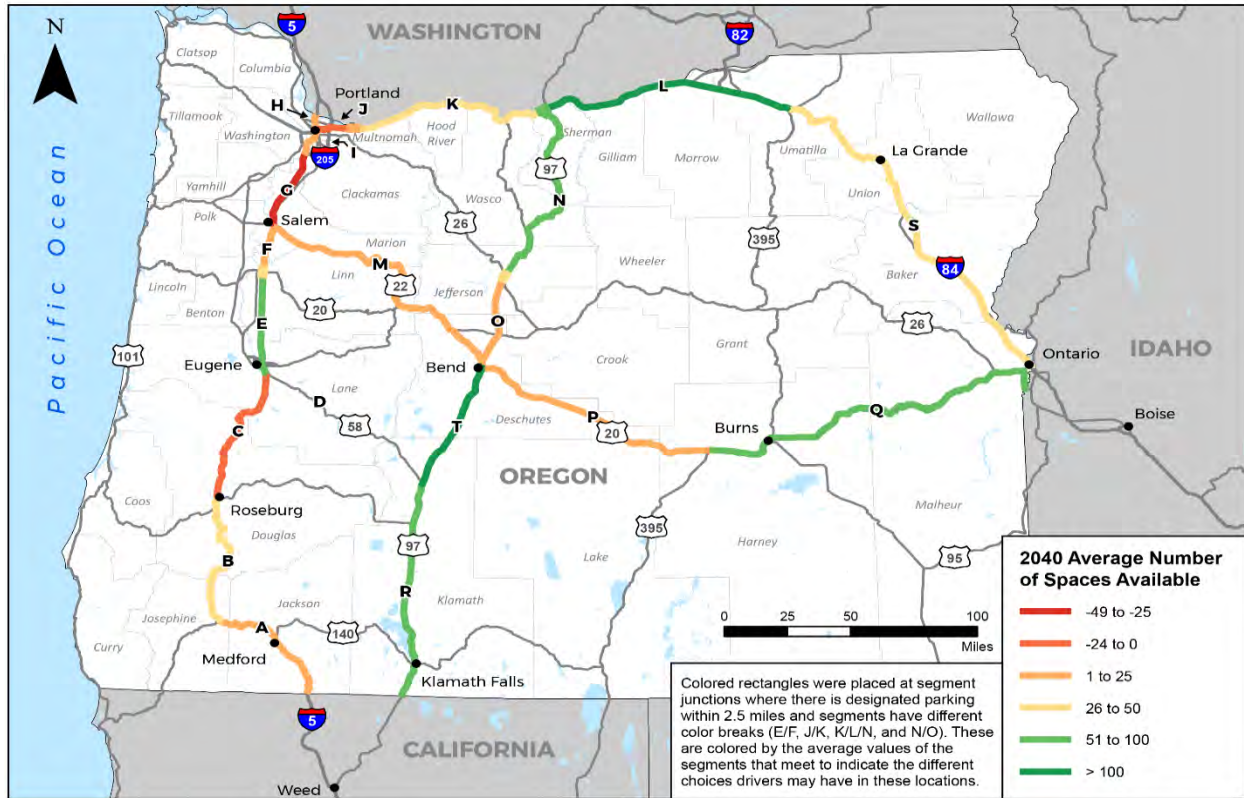 N
5
WASHINGTON
82
Clatsop
Columbia
Portland
H
J
K
L
Tillamook
Washington
Multnomah
Hood
River
Sherman
Wallowa
I
205
Gilliam
Morrow
Umatilla
La Grande
Yamhill
Clackamas
97
Union
G
Wasco
N
Polk
Salem
26
S
F
Marion
395
M
Wheeler
84
Linn
22
Jefferson
Baker
Lincoln
Benton
20
O
26
E
Grant
101
Crook
Ontario
IDAHO
Eugene
Bend
Lane
D
Deschutes
P
Q
58
T
20
Burns
Boise
C
OREGON
Pacific Ocean
Coos
Malheur
Roseburg
Douglas
395
97
Harney
95
B
Lake
R
Klamath
Josephine
Jackson
A
140
Curry
Medford
Klamath Falls
5
CALIFORNIA
Weed
0 25 50 100
Miles
Colored rectangles were placed at segment
junctions where there is designated parking
within 2.5 miles and segments have different
color breaks (E/F, J/K, K/L/N, and N/O). These
are colored by the average values of the
segments that meet to indicate the different
choices drivers may have in these locations.
2040 Average Number
of Spaces Available
-49 to -25
-24 to 0
1 to 25
26 to 50
51 to 100
> 100